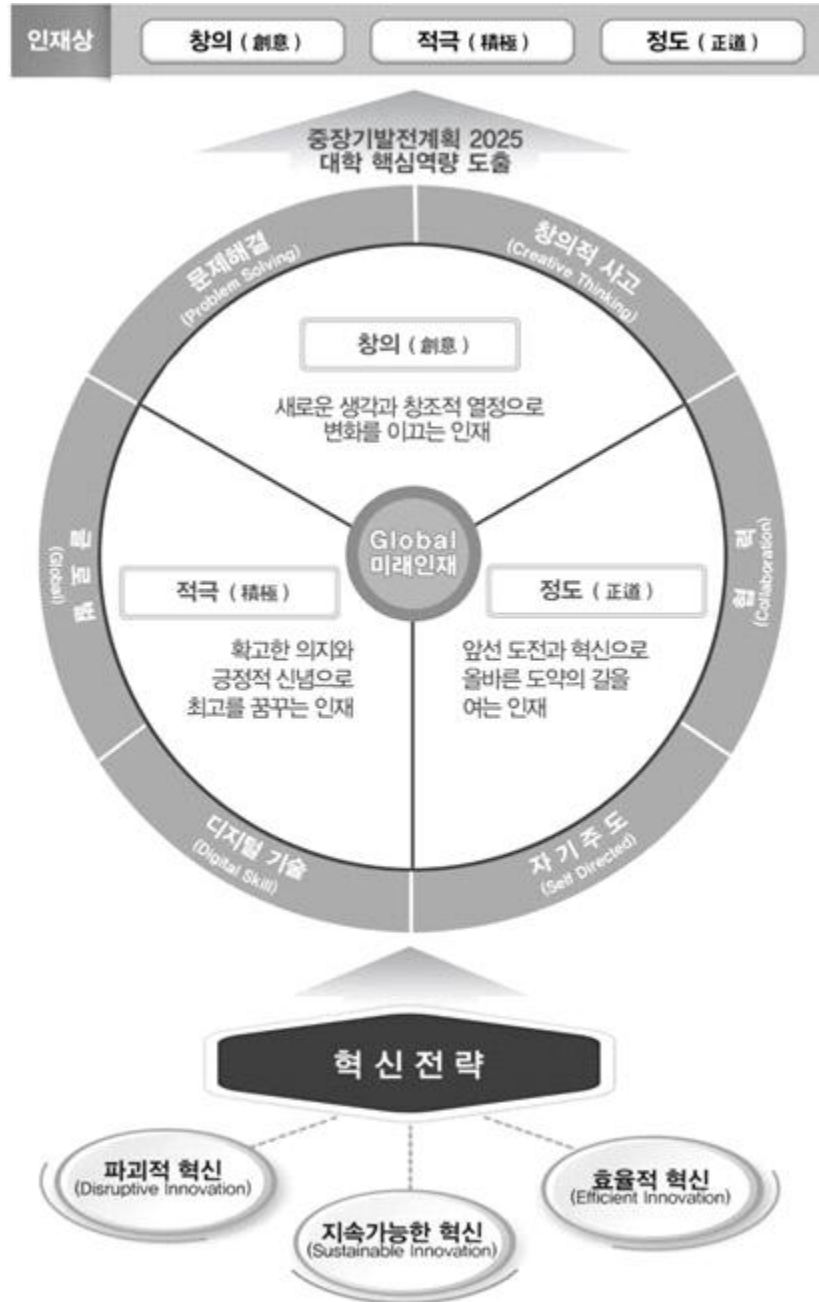 인재상
창의 (創意)
적극 (積極)
정도 (正道)
중장기발전계획 2025
대학 핵심역량 도출
문제해결
(Problem Solving)
창의적 사고
(Creative Thinking)
창의 (創意)
새로운 생각과 창조적 열정으로
변화를 이끄는 인재
글로벌
(Global)
Global
미래인재
협력
(Collaboration)
적극 (積極)
확고한 의지와
긍정적 신념으로
최고를 꿈꾸는 인재
정도 (正道)
앞선 도전과 혁신으로
올바른 도약의 길을
여는 인재
디지털 기술
(Digital Skill)
자기주도
(Self Directed)
혁신전략
파괴적 혁신
(Disruptive Innovation)
지속가능한 혁신
(Sustainable Innovation)
효율적 혁신
(Efficient Innovation)